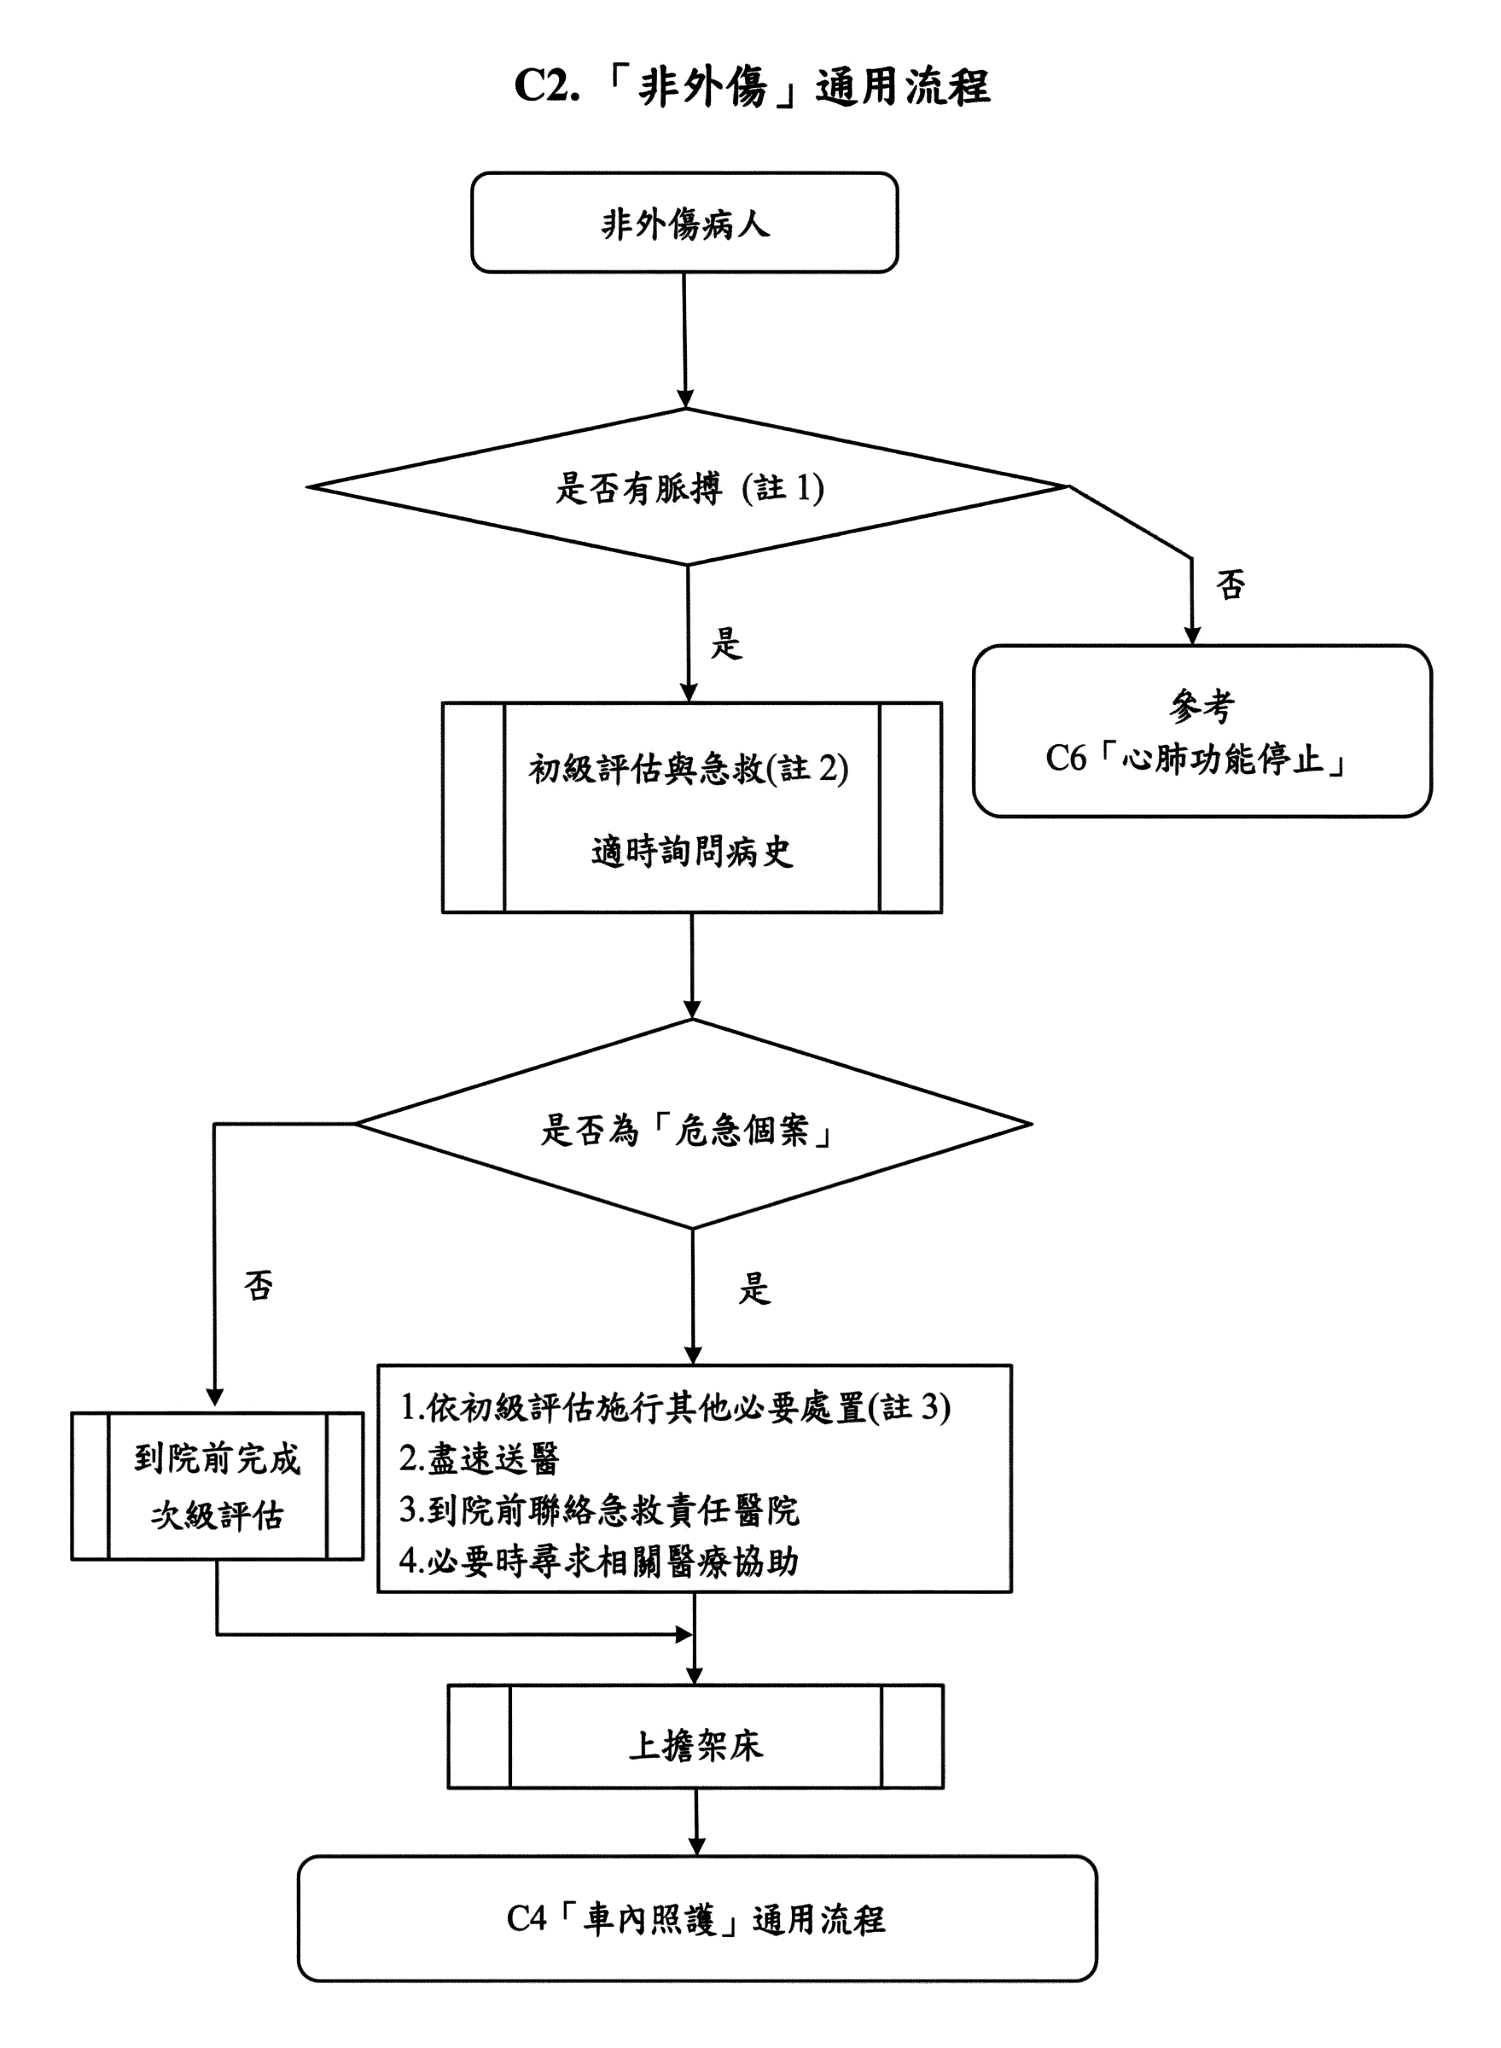 C2.「非外傷」通用流程
非外傷病人
是否有脈搏 (註 1)
否
是
參考
C6「心肺功能停止」
初級評估與急救(註 2)
適時詢問病史
是否為「危急個案」
否
是
1.依初級評估施行其他必要處置(註 3)
2.盡速送醫
3.到院前聯絡急救責任醫院
4.必要時尋求相關醫療協助
到院前完成
次級評估
上擔架床
C4「車內照護」通用流程